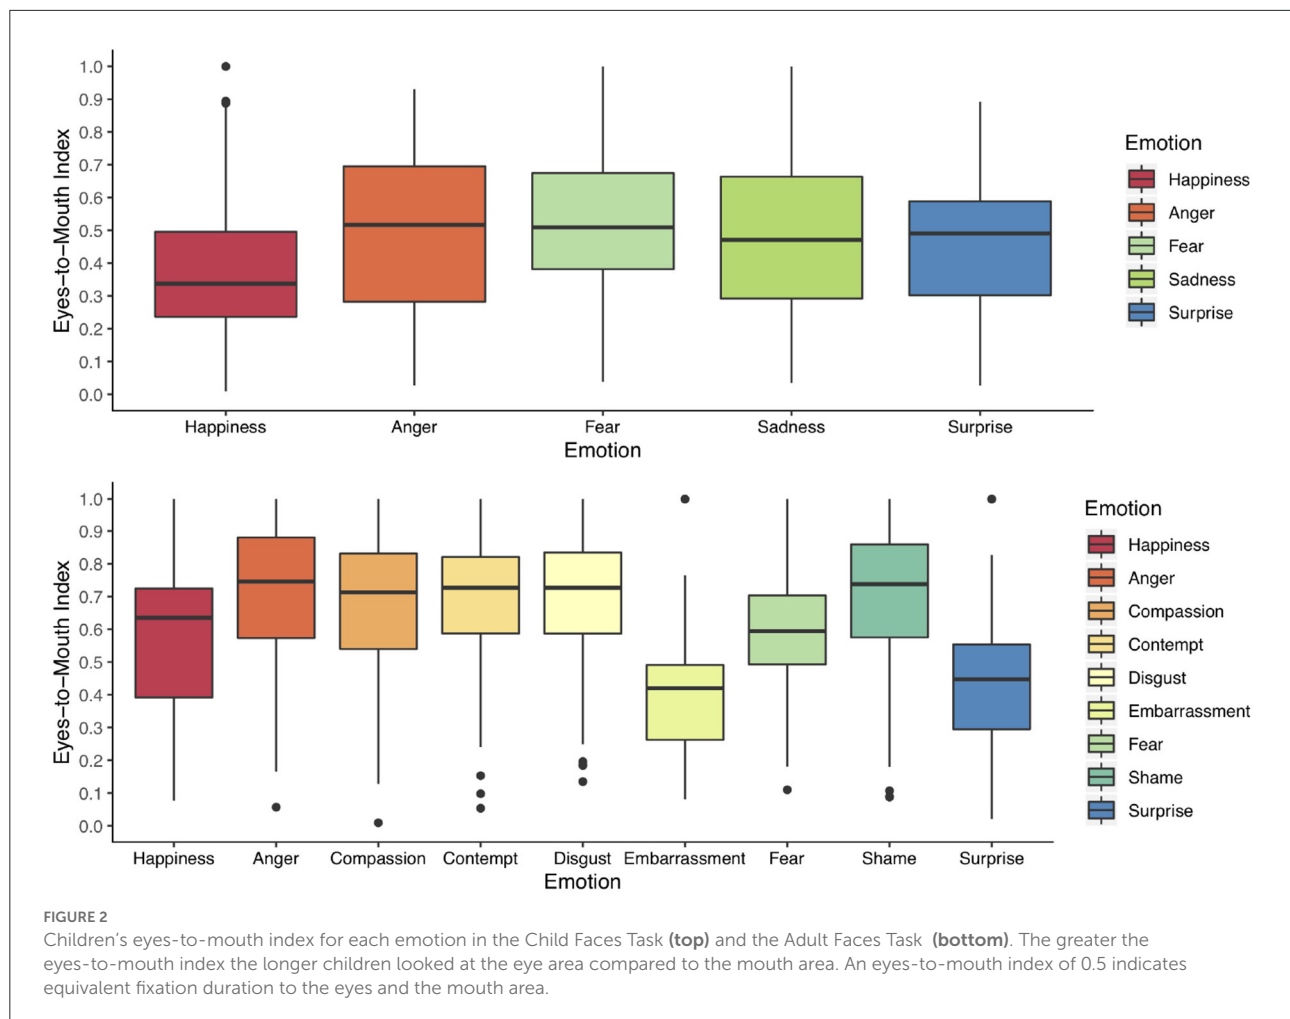 Eyes-to-Mouth Index
1.0
0.9
0.8
0.7
0.6
0.5
0.4
0.3
0.2
0.1
0.0
Happiness Anger Fear Sadness Surprise
Emotion
Emotion
Happiness
Anger
Fear
Sadness
Surprise
Eyes-to-Mouth Index
1.0
0.9
0.8
0.7
0.6
0.5
0.4
0.3
0.2
0.1
0.0
Happiness Anger Compassion Contempt Disgust Embarrassment Fear Shame Surprise
Emotion
Emotion
Happiness
Anger
Compassion
Contempt
Disgust
Embarrassment
Fear
Shame
Surprise
FIGURE 2
Children's eyes-to-mouth index for each emotion in the Child Faces Task (top) and the Adult Faces Task (bottom). The greater the
eyes-to-mouth index the longer children looked at the eye area compared to the mouth area. An eyes-to-mouth index of 0.5 indicates
equivalent fixation duration to the eyes and the mouth area.